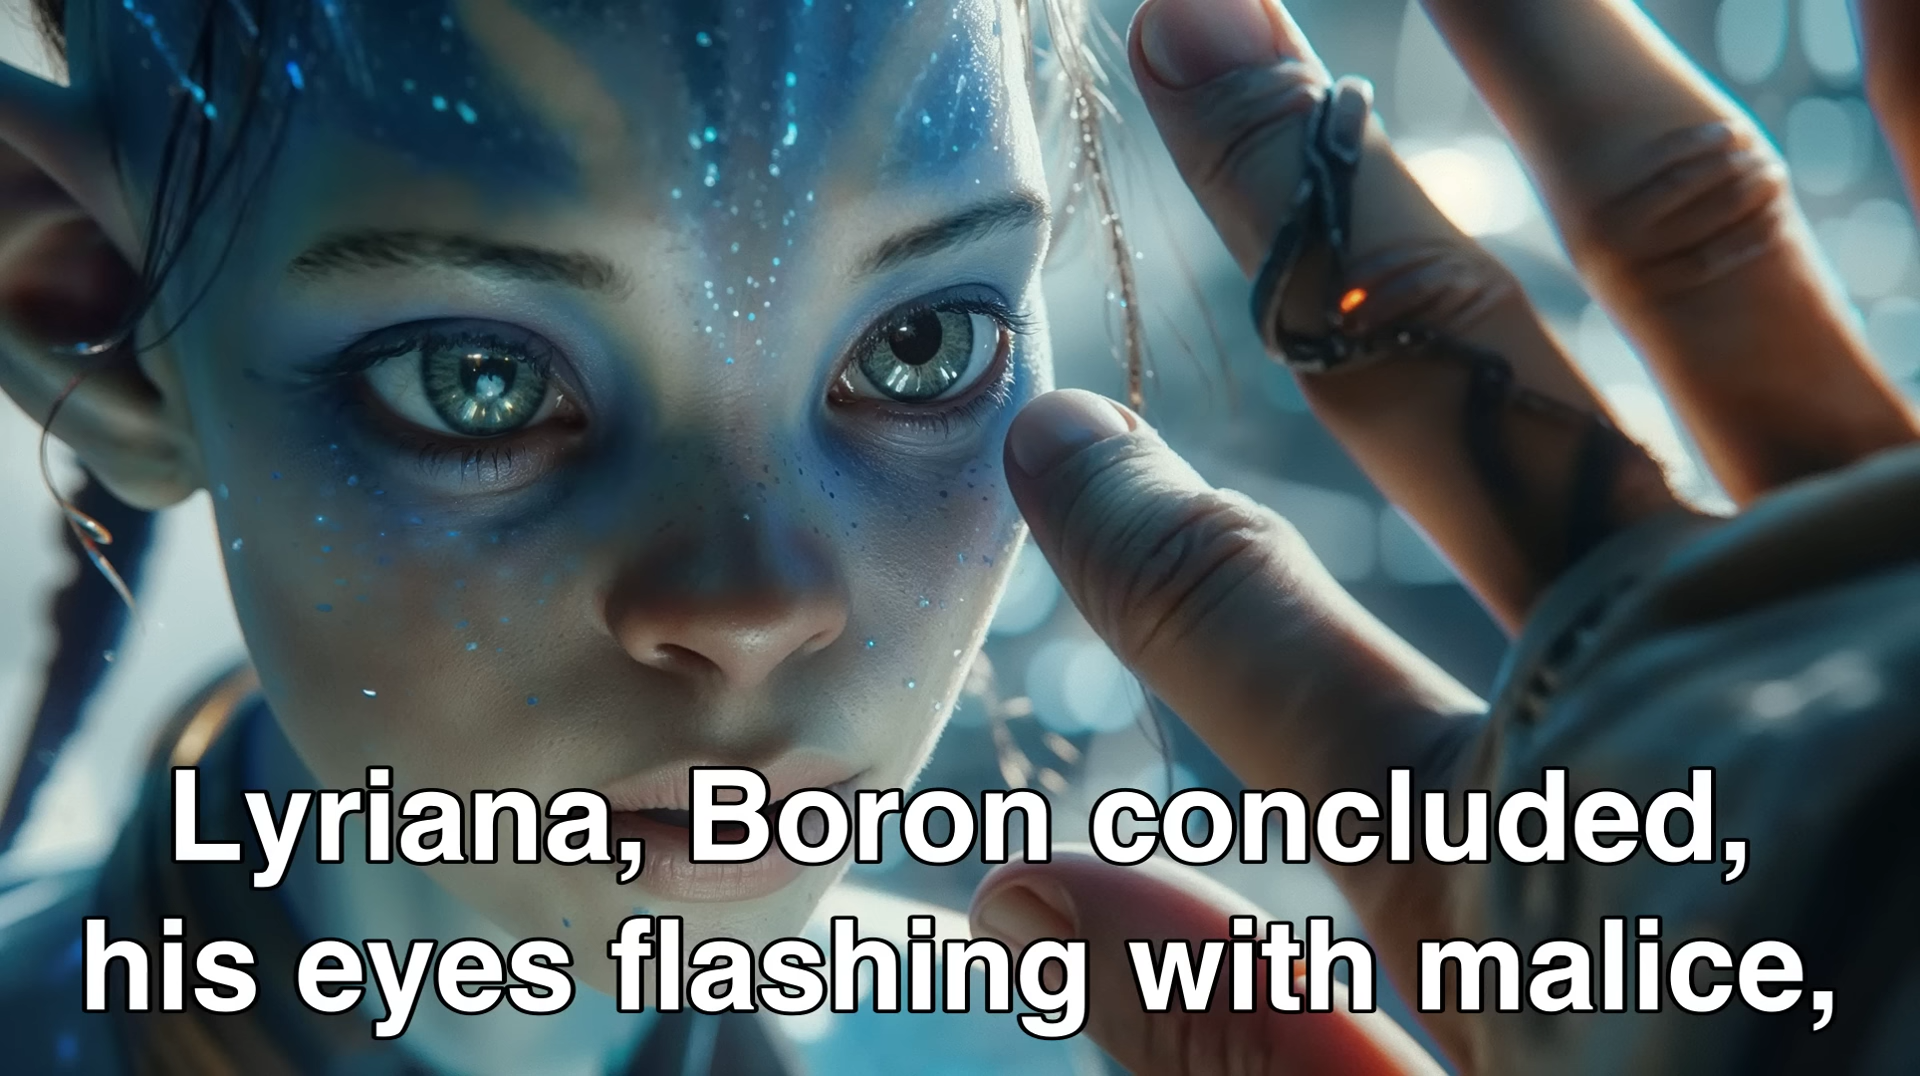 Lyriana, Boron concluded,
his eyes flashing with malice,